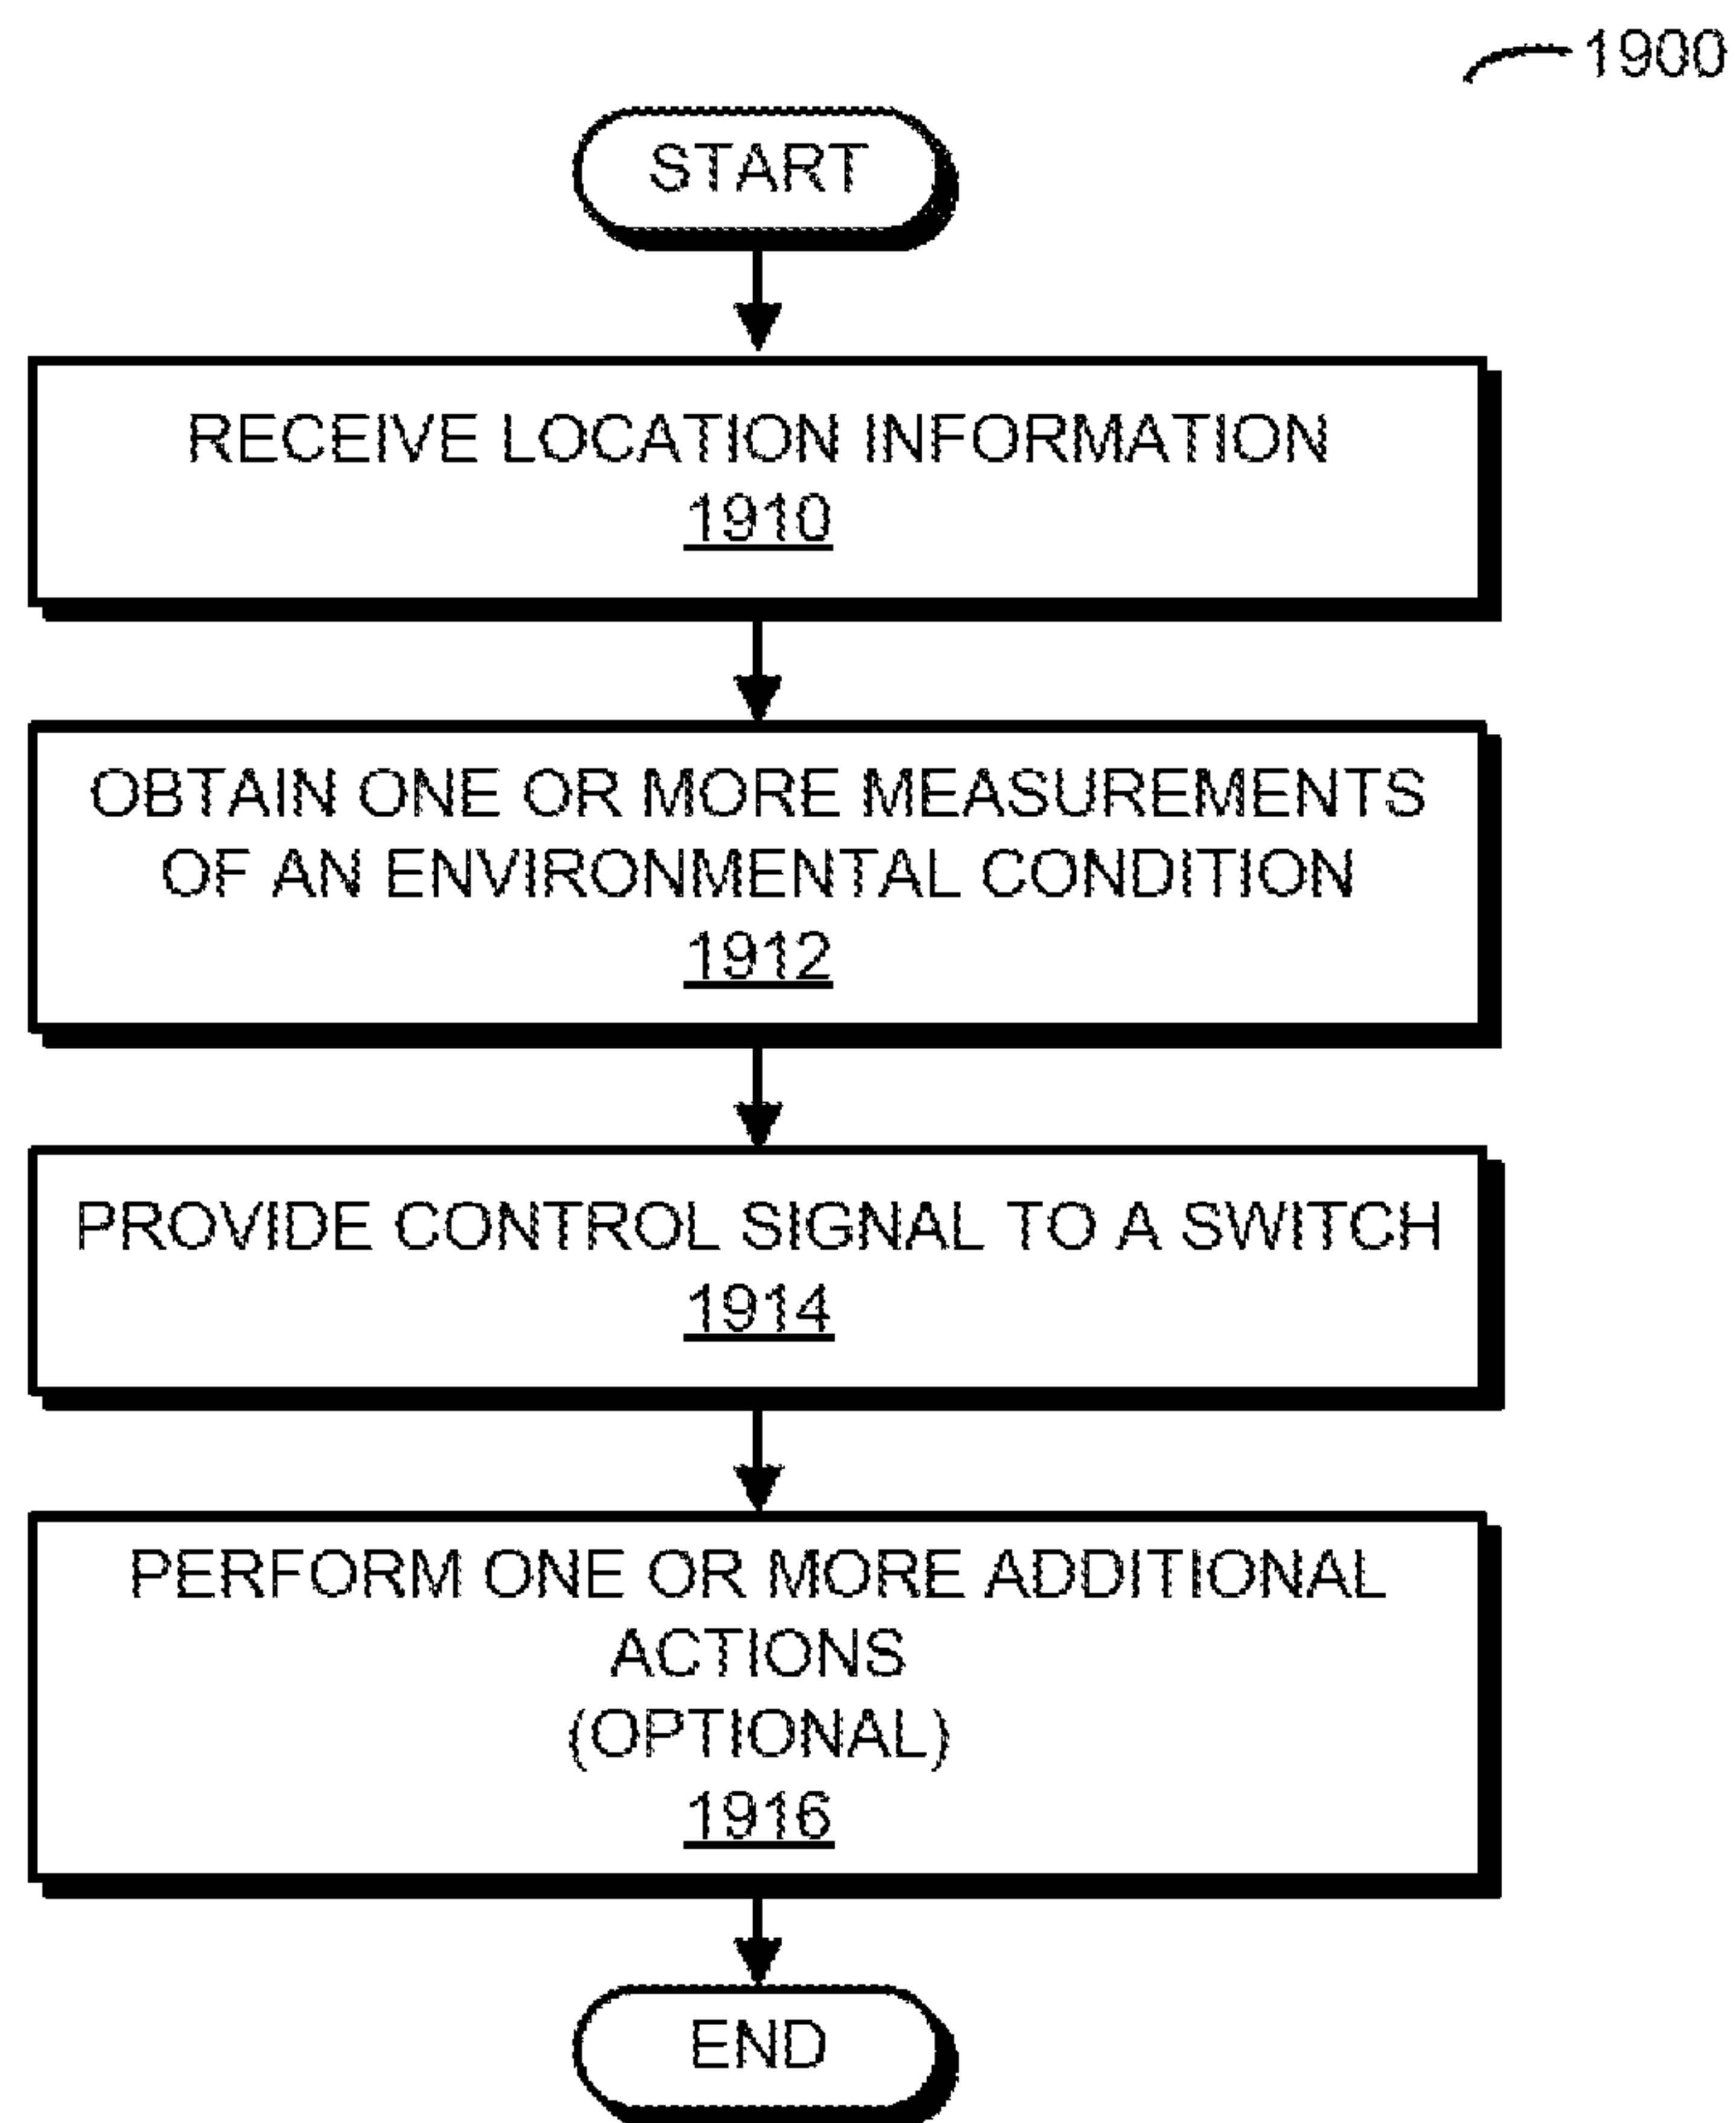 1900
START
RECEIVE LOCATION INFORMATION
1910
OBTAIN ONE OR MORE MEASUREMENTS
OF AN ENVIRONMENTAL CONDITION
1912
PROVIDE CONTROL SIGNAL TO A SWITCH
1914
PERFORM ONE OR MORE ADDITIONAL
ACTIONS
(OPTIONAL)
1916
END